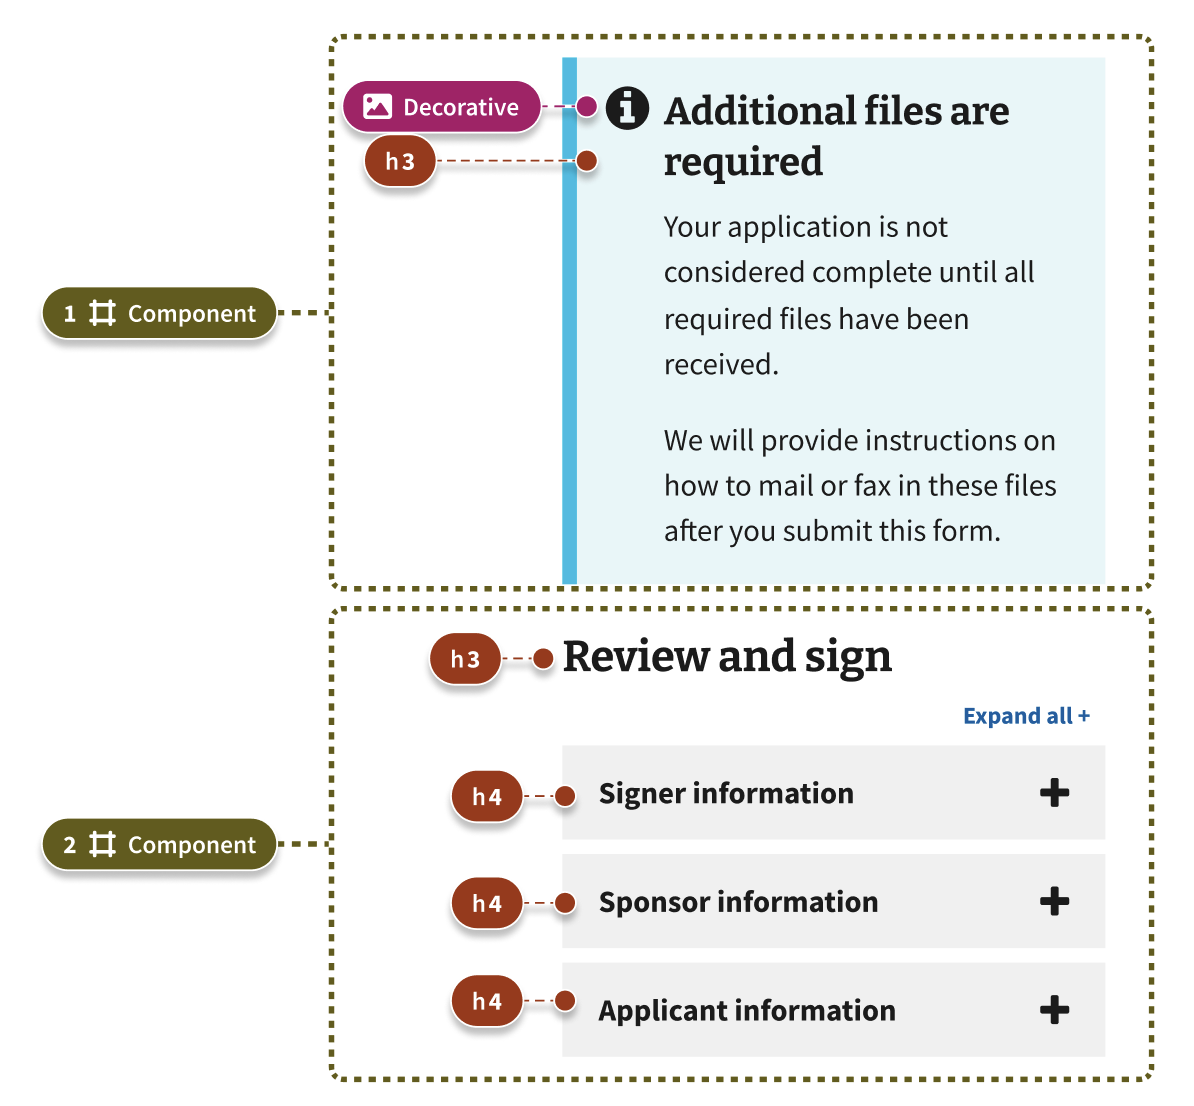 Decorative
h3
Additional files are
required
Your application is not
considered complete until all
required files have been
received.
We will provide instructions on
how to mail or fax in these files
after you submit this form.
1 Component
h3 Review and sign
Expand all +
h4 Signer information
2 Component
h4 Sponsor information
h4 Applicant information